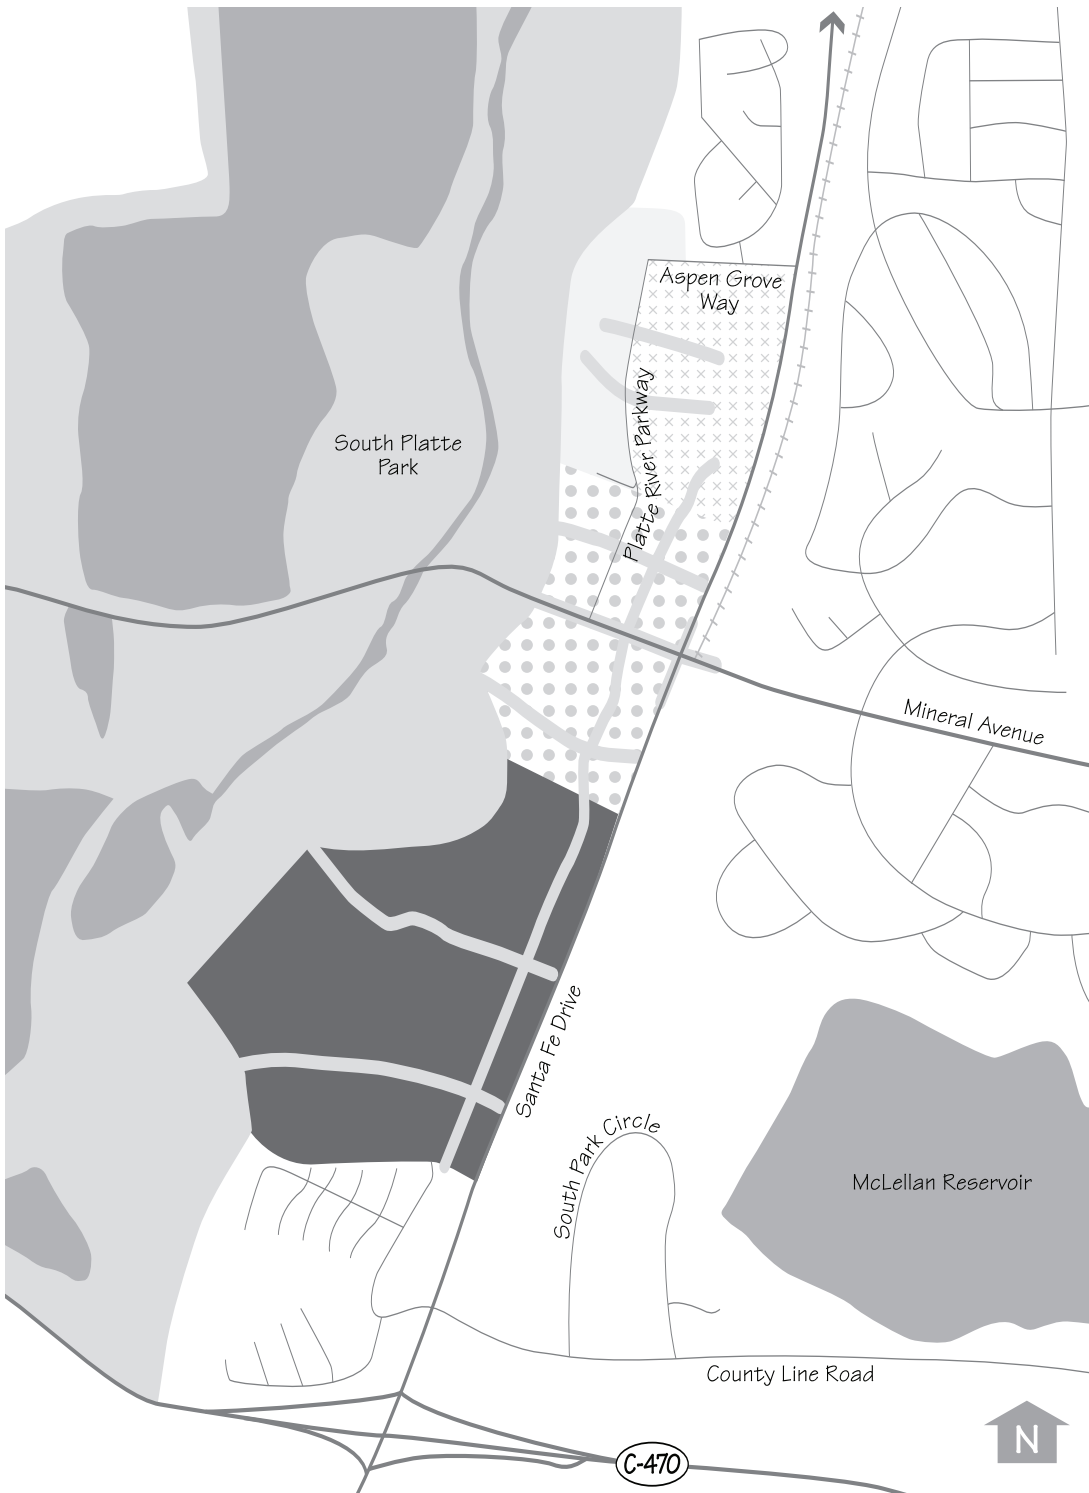 Aspen Grove
Way
Platte River Parkway
South Platte
Park
Mineral Avenue
Santa Fe Drive
South Park Circle
McLellan Reservoir
County Line Road
N
C-470